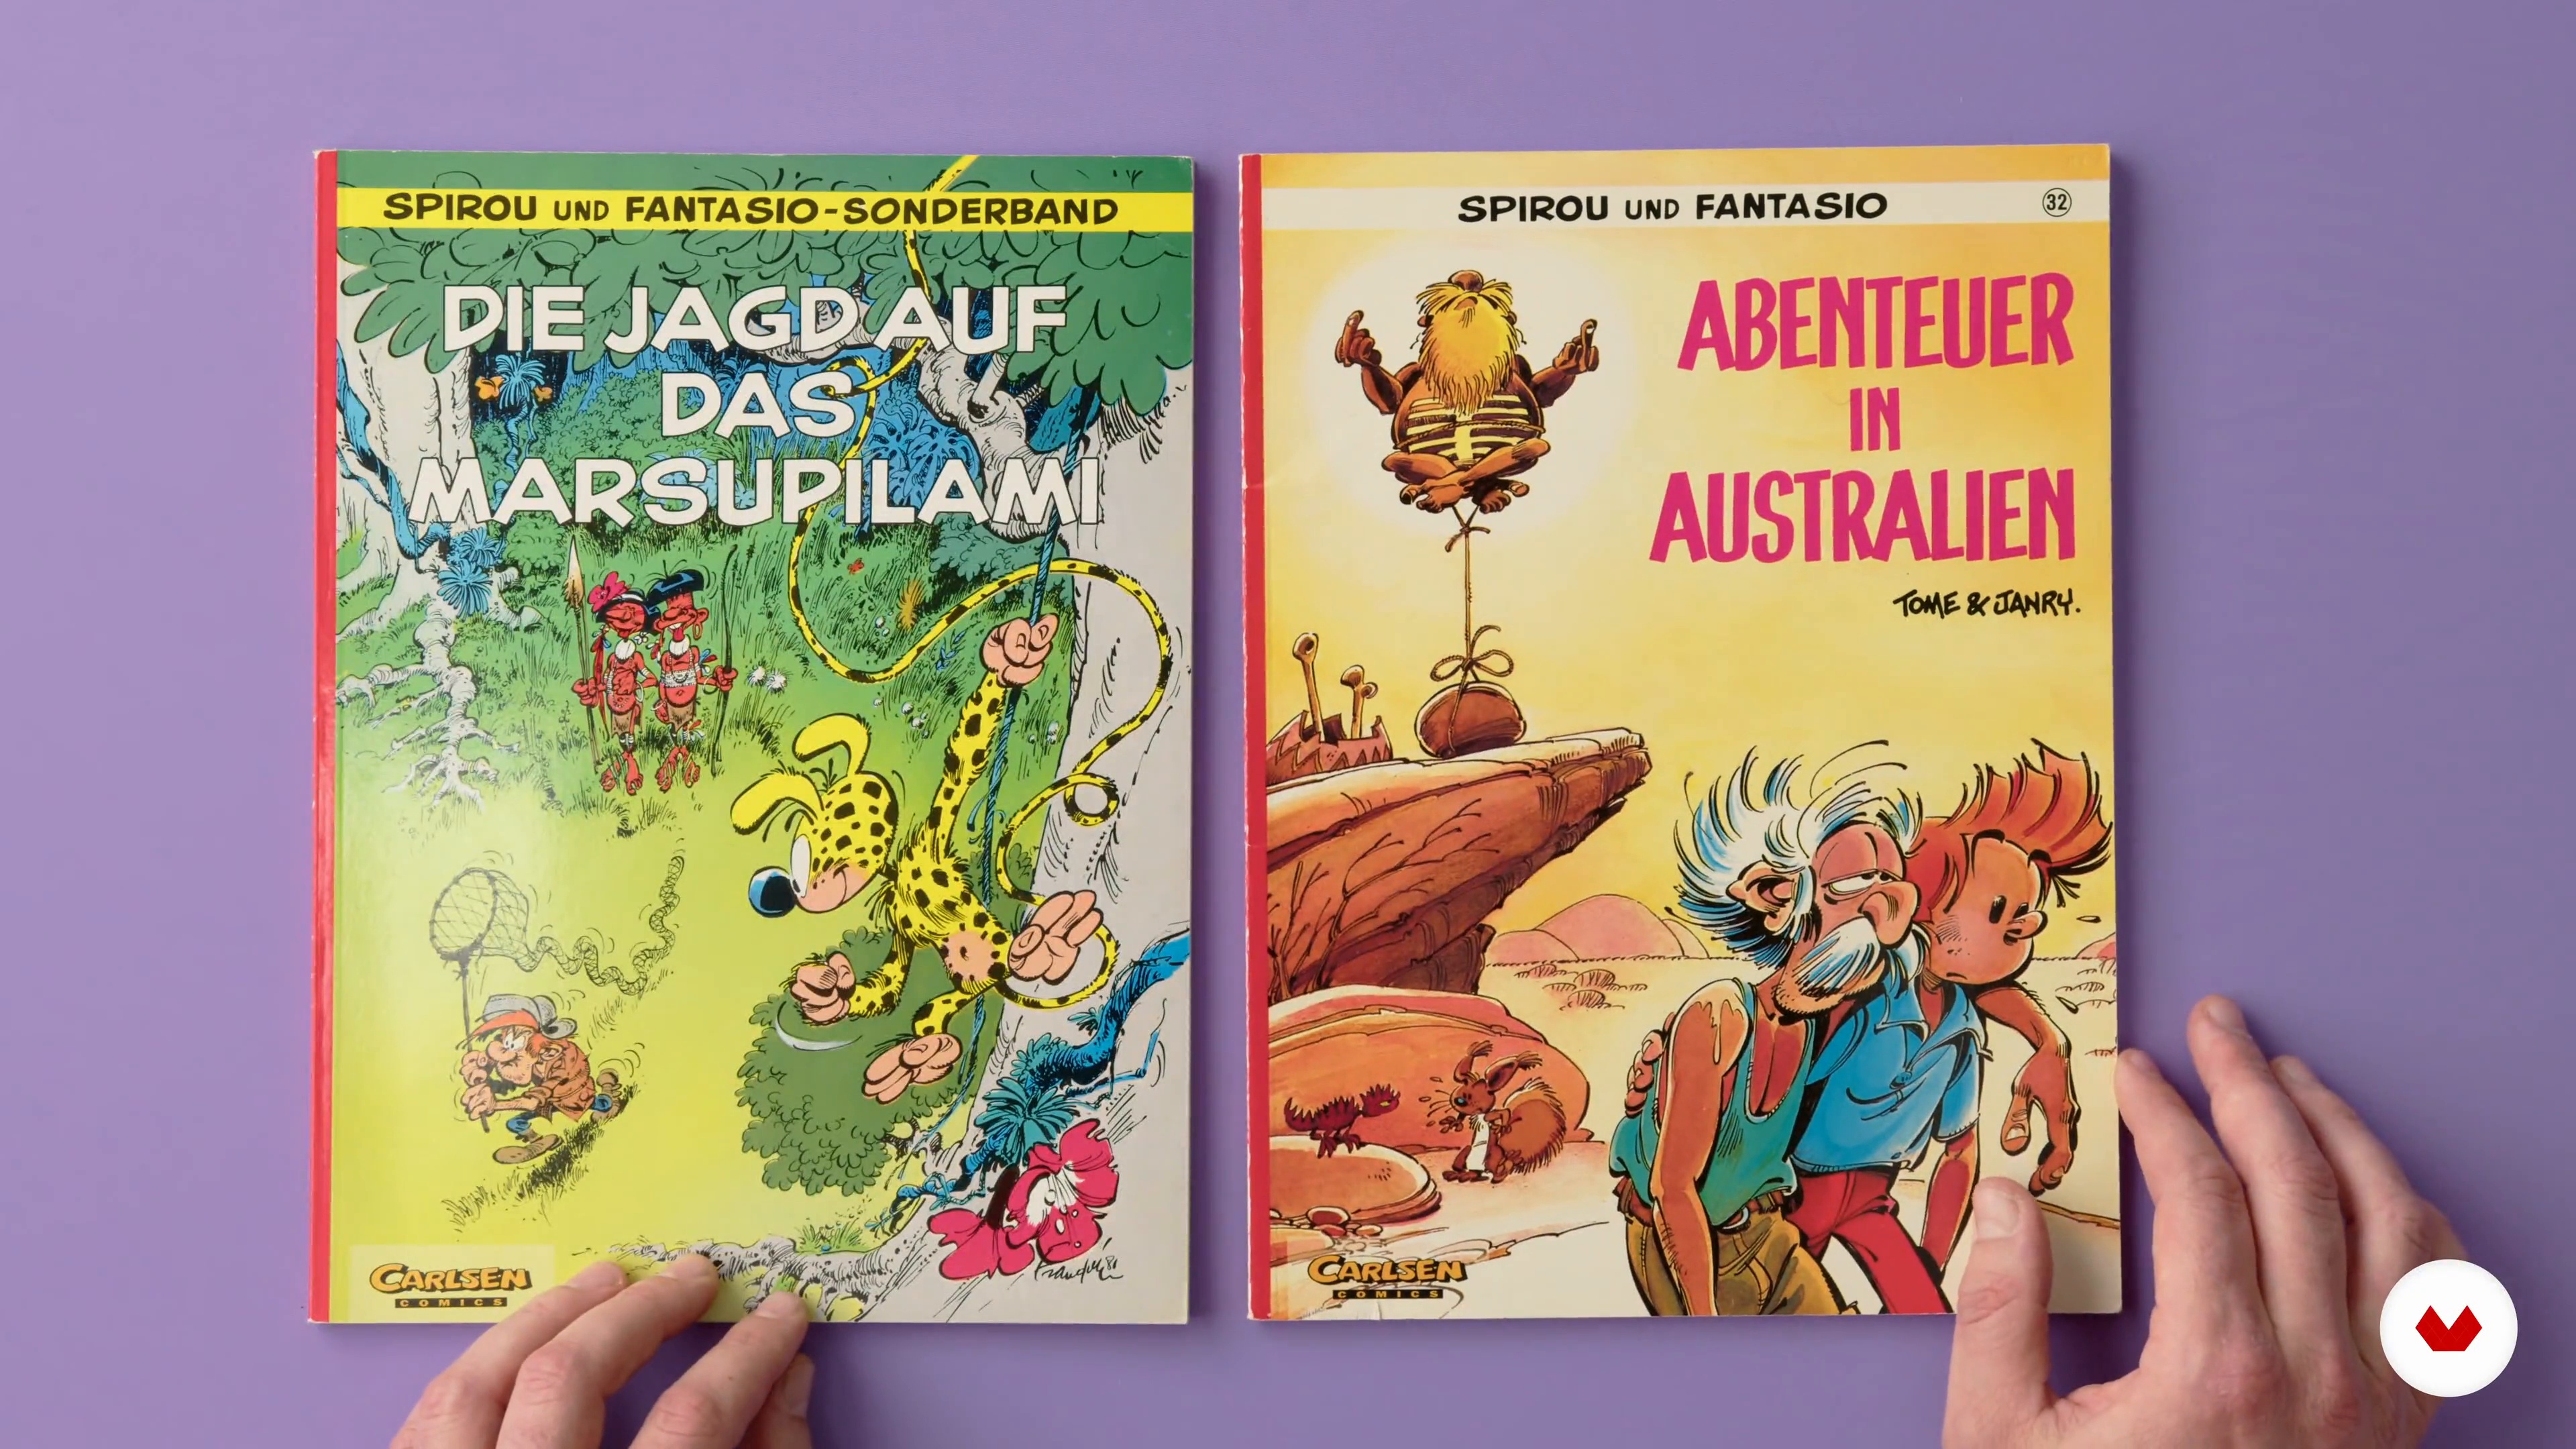 SPIROU UND FANTASIO-SONDERBAND
DIE JAGD AUF
DAS
MARSUPILAMI
Franquin
CARLSEN
COMICS
SPIROU UND FANTASIO
32
ABENTEUER
IN
AUSTRALIEN
TOME & JANRY.
CARLSEN
COMICS